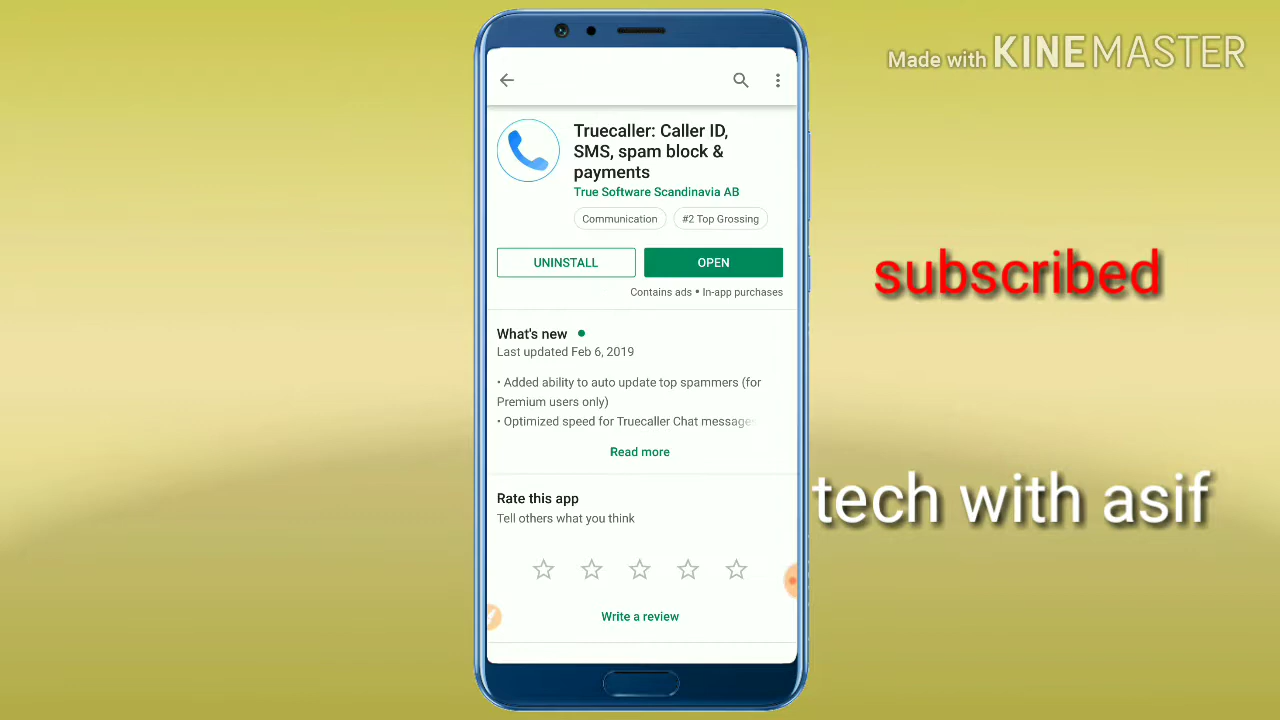 Made with KINEMASTER
Truecaller: Caller ID,
SMS, spam block &
payments
True Software Scandinavia AB
Communication
#2 Top Grossing
UNINSTALL
OPEN
Contains ads • In-app purchases
subscribed
What's new
Last updated Feb 6, 2019
• Added ability to auto update top spammers (for
Premium users only)
• Optimized speed for Truecaller Chat messages
Read more
Rate this app
Tell others what you think
tech with asif
Write a review